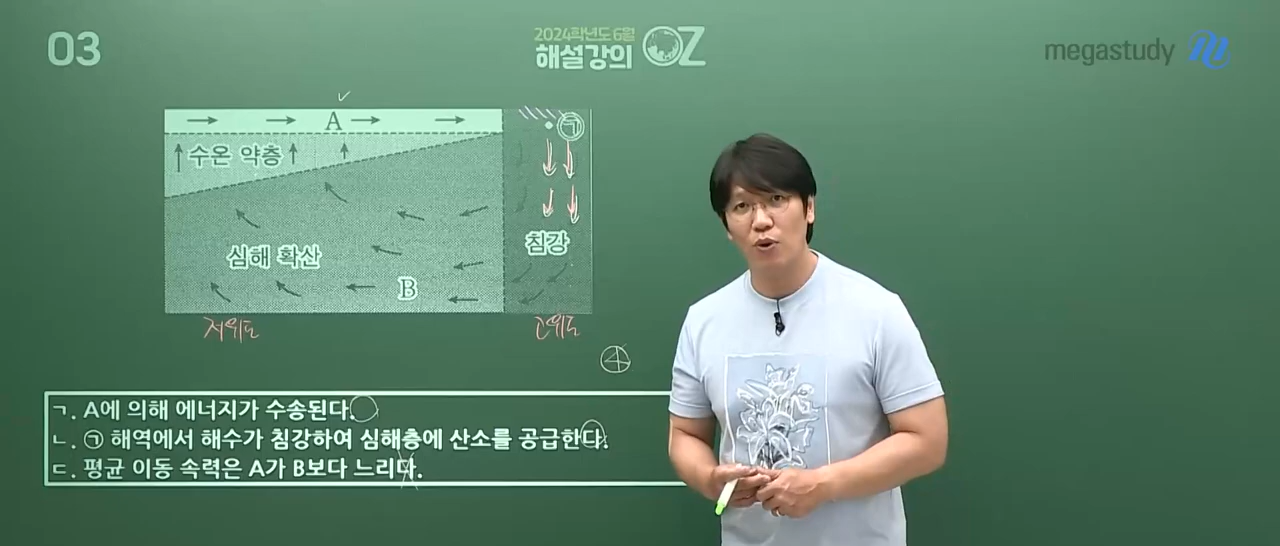 03
2024학년도 6월
해설강의 OZ
megastudy
A
㉠
수온 약층
침강
심해 확산
B
저위도
고위도
④
ㄱ. A에 의해 에너지가 수송된다.
ㄴ. ㉠ 해역에서 해수가 침강하여 심해층에 산소를 공급한다.
ㄷ. 평균 이동 속력은 A가 B보다 느리다.